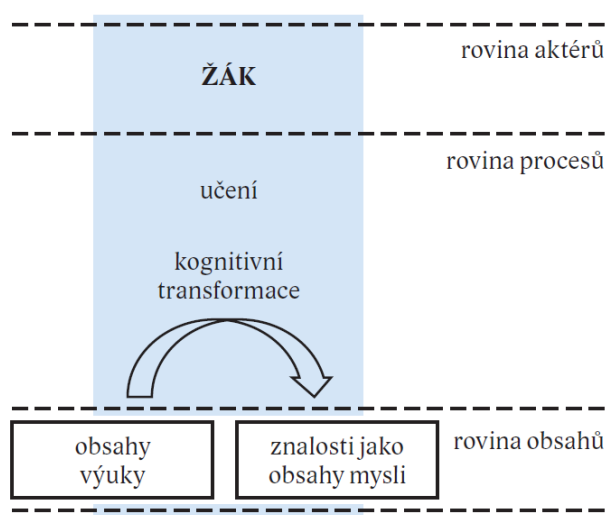 rovina aktérů
ŽÁK
rovina procesů
učení
kognitivní
transformace
obsahy
výuky
znalosti jako
obsahy mysli
rovina obsahů